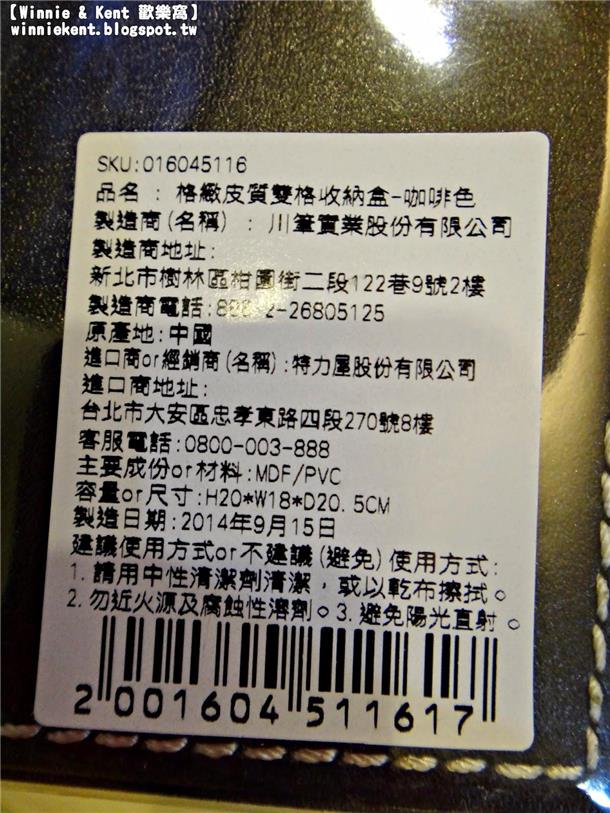 【Winnie & Kent 歡樂窩】
winniekent.blogspot.tw
SKU:016045116
品名 : 格緻皮質雙格收納盒-咖啡色
製造商(名稱) : 川筆實業股份有限公司
製造商地址:
新北市樹林區柑園街二段122巷9號2樓
製造商電話:886-2-26805125
原產地:中國
進口商or經銷商(名稱):特力屋股份有限公司
進口商地址:
台北市大安區忠孝東路四段270號8樓
客服電話:0800-003-888
主要成份or材料:MDF/PVC
容量or尺寸:H20*W18*D20.5CM
製造日期:2014年9月15日
建議使用方式or不建議(避免)使用方式:
1.請用中性清潔劑清潔，或以乾布擦拭。
2.勿近火源及腐蝕性溶劑。3.避免陽光直射。
2 001604 511617